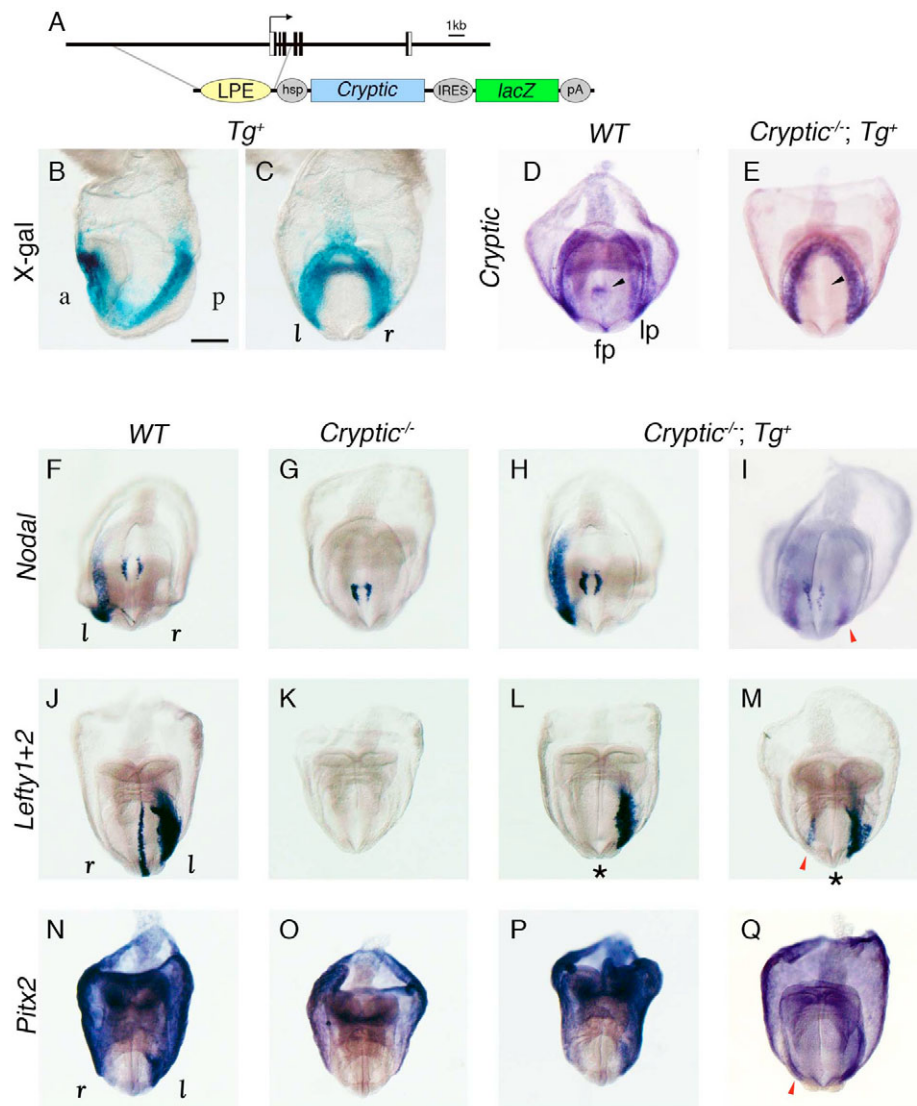 A
1kb
LPE hsp Cryptic IRES lacZ pA
Tg+ WT Cryptic-/-; Tg+
B C D E
X-gal Cryptic
a p l r fp lp
WT Cryptic-/- Cryptic-/-; Tg+
F G H I
Nodal
l r
J K L M
Lefty1+2
r l * *
N O P Q
Pitx2
r l